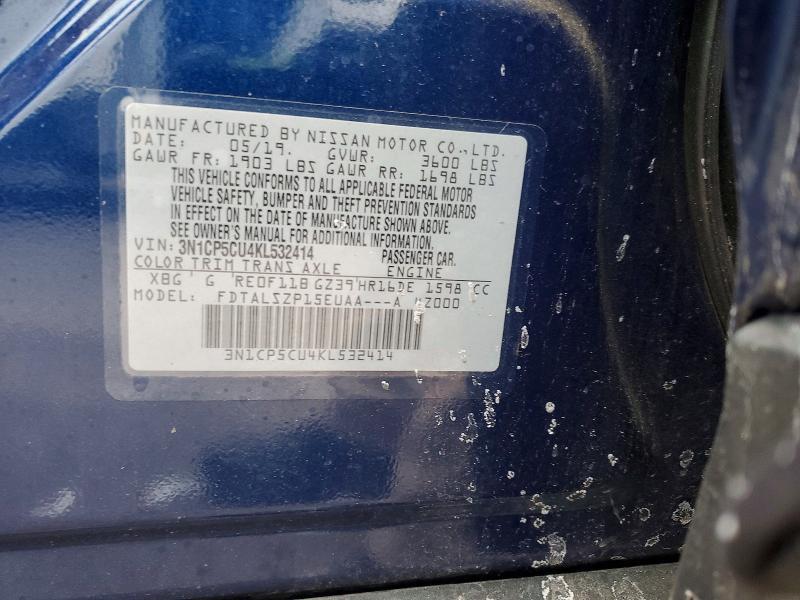 MANUFACTURED BY NISSAN MOTOR CO.,LTD.
DATE: 05/19. GVWR: 3600 LBS
GAWR FR: 1903 LBS GAWR RR: 1698 LBS
THIS VEHICLE CONFORMS TO ALL APPLICABLE FEDERAL MOTOR
VEHICLE SAFETY, BUMPER AND THEFT PREVENTION STANDARDS
IN EFFECT ON THE DATE OF MANUFACTURE SHOWN ABOVE.
SEE OWNER'S MANUAL FOR ADDITIONAL INFORMATION.
VIN: 3N1CP5CU4KL532414 PASSENGER CAR.
COLOR TRIM TRANS AXLE ENGINE
XBG G RE0F11B GZ39 HR16DE 1598 CC
MODEL: FDTALSZP15EUAA---A
3N1CP5CU4KL532414